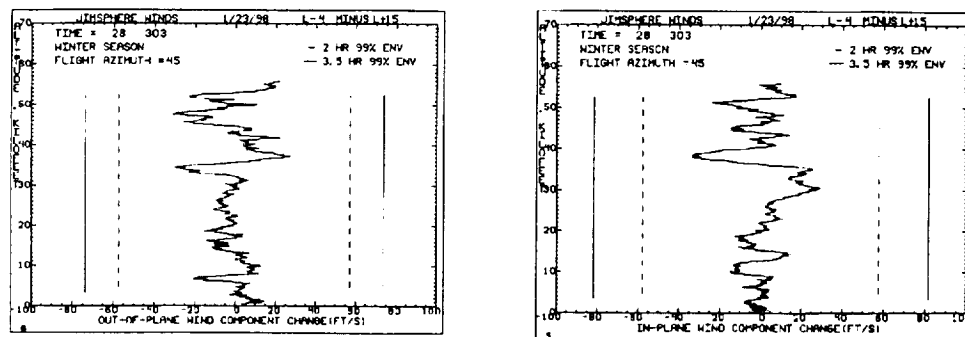 JIMSPHERE WINDS 1/23/98 L-4 MINUS L+15
TIME = 28 303
WINTER SEASON
FLIGHT AZIMUTH =45
- 2 HR 99% ENV
— 3.5 HR 99% ENV
70
60
50
40
30
20
10
0
-100 -80 -60 -40 -20 0 20 40 60 80 100
OUT-OF-PLANE WIND COMPONENT CHANGE(FT/S)
JIMSPHERE WINDS 1/23/98 L-4 MINUS L+15
TIME = 28 303
WINTER SEASON
FLIGHT AZIMUTH -45
- 2 HR 99% ENV
— 3.5 HR 99% ENV
70
60
50
40
30
20
10
0
-100 -80 -60 -40 -20 0 20 40 60 80 100
IN-PLANE WIND COMPONENT CHANGE(FT/S)